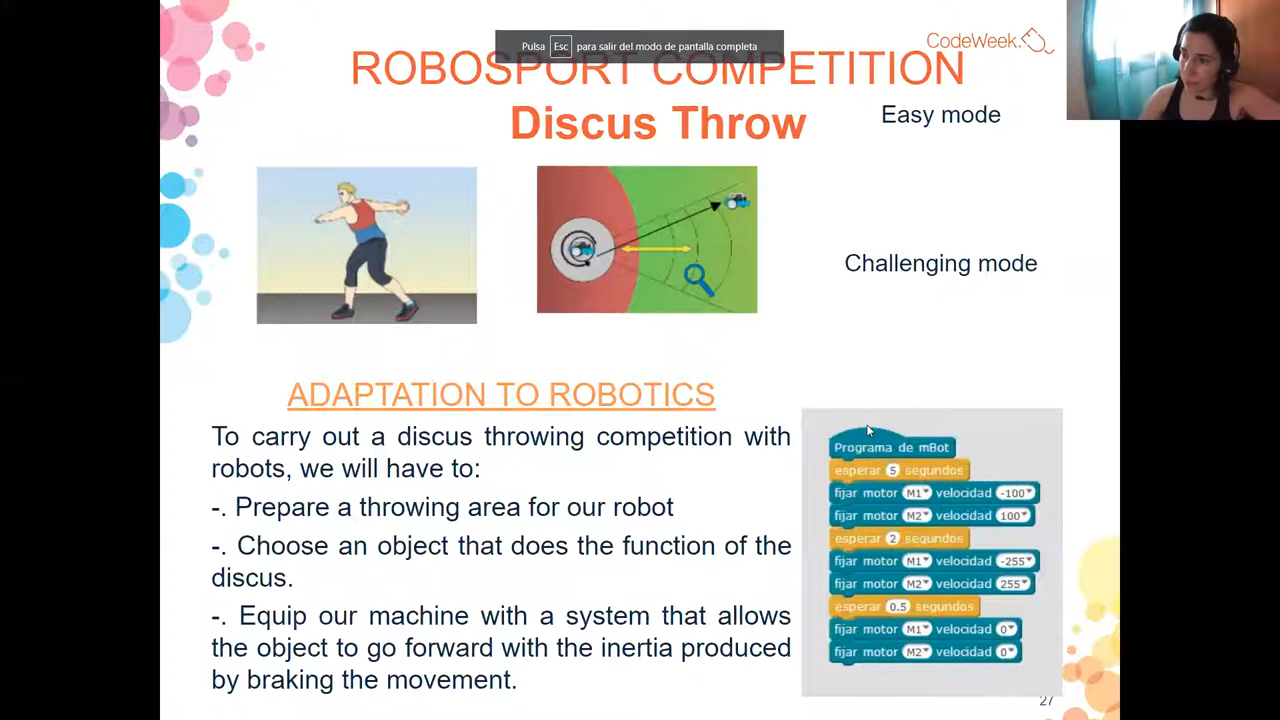 Pulsa Esc para salir del modo de pantalla completa
CodeWeek.
ROBOSPORT COMPETITION
Discus Throw
Easy mode
Challenging mode
ADAPTATION TO ROBOTICS
To carry out a discus throwing competition with
robots, we will have to:
-. Prepare a throwing area for our robot
-. Choose an object that does the function of the
discus.
-. Equip our machine with a system that allows
the object to go forward with the inertia produced
by braking the movement.
Programa de mBot
esperar 5 segundos
fijar motor M1 velocidad -100
fijar motor M2 velocidad 100
esperar 2 segundos
fijar motor M1 velocidad -255
fijar motor M2 velocidad 255
esperar 0.5 segundos
fijar motor M1 velocidad 0
fijar motor M2 velocidad 0
27